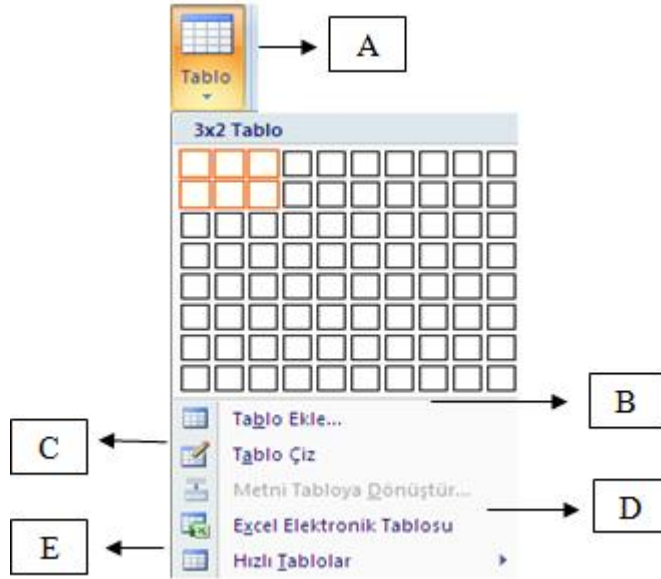 Tablo
A
3x2 Tablo
B
Tablo Ekle...
C
Tablo Çiz
Metni Tabloya Dönüştür...
D
Excel Elektronik Tablosu
E
Hızlı Tablolar